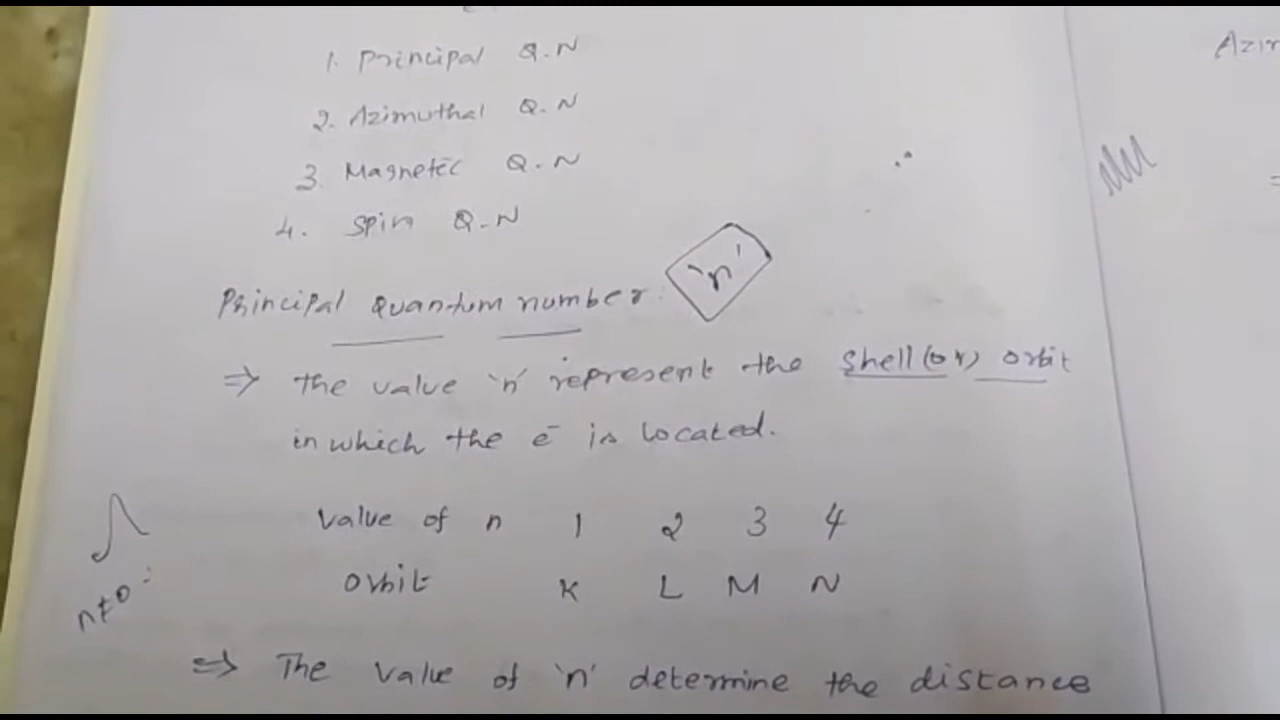 1. Principal Q.N
2. Azimuthal Q.N
3. Magnetic Q.N
4. Spin Q.N
Principal Quantum number: 'n'
⇒ the value 'n' represent the shell (or) orbit
in which the e⁻ is located.
Value of n 1 2 3 4
orbit K L M N
n≠0
⇒ The value of 'n' determine the distance